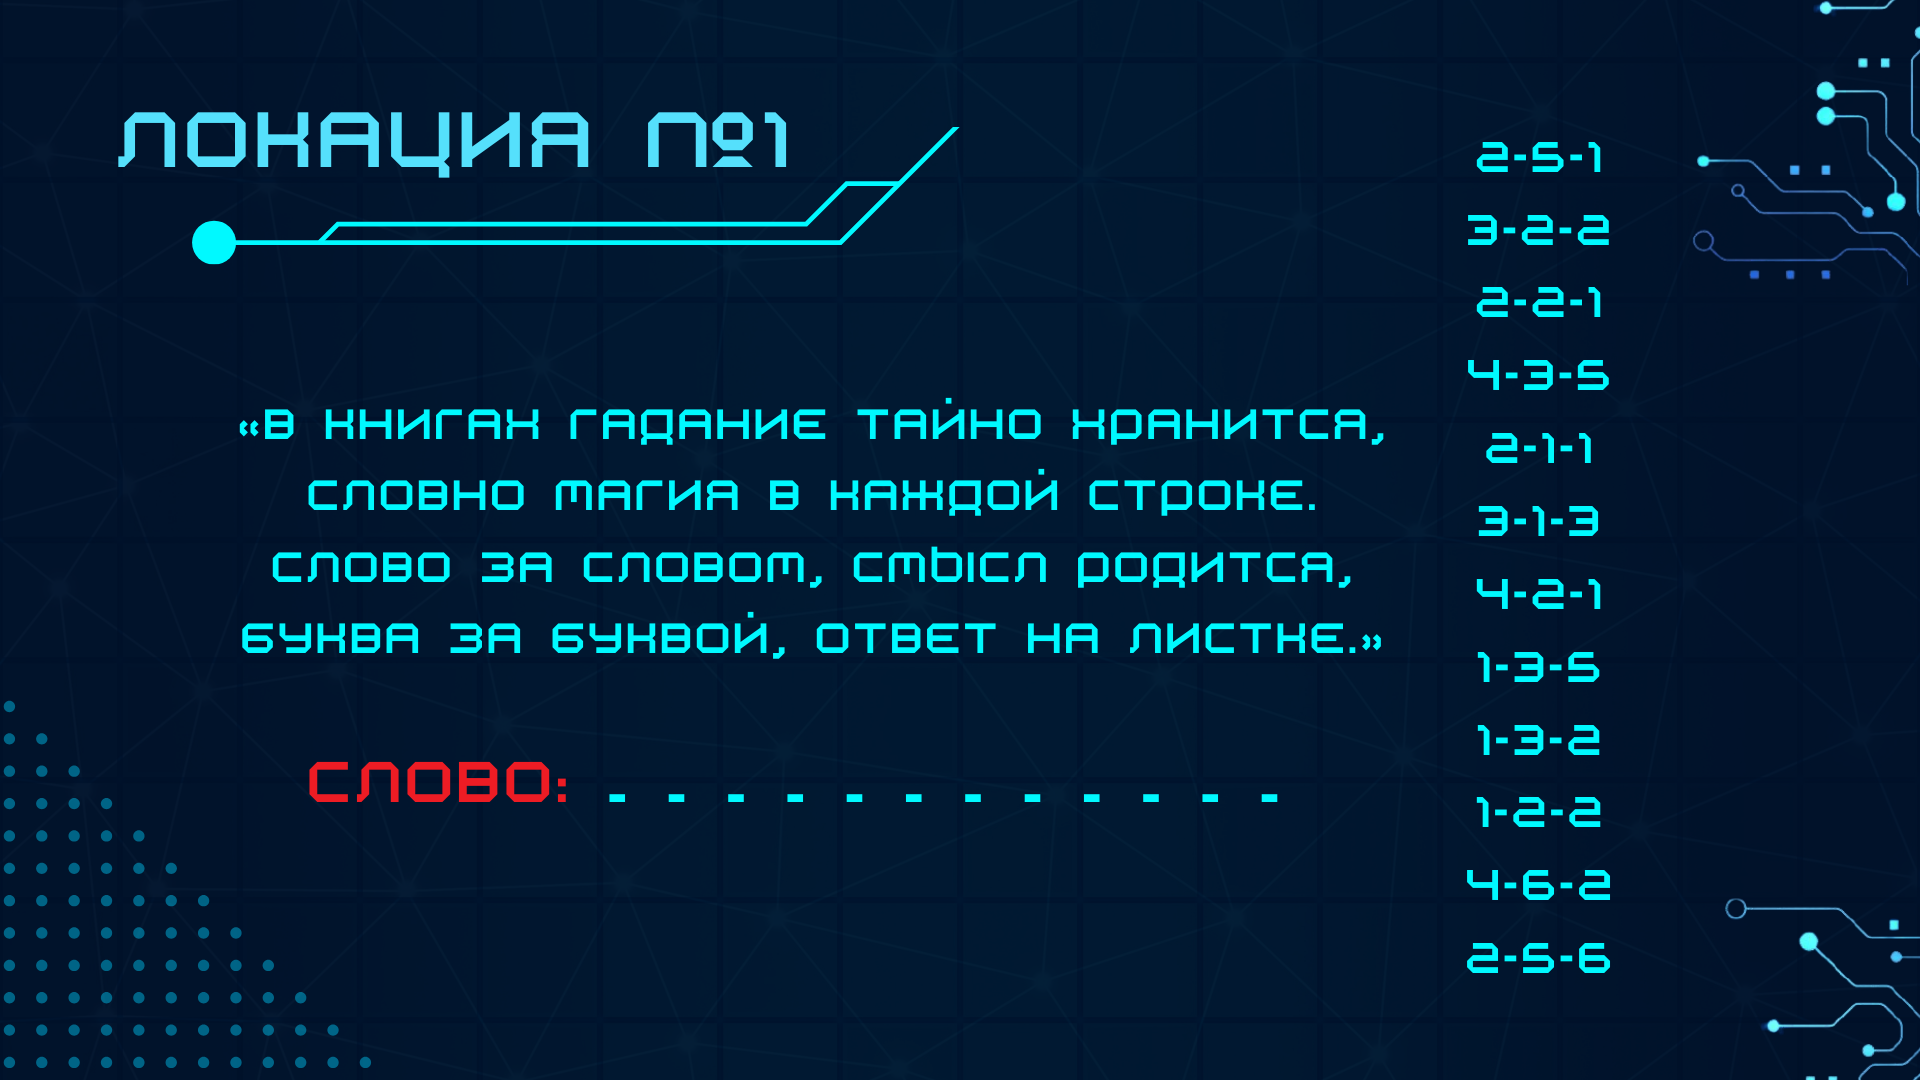 ЛОКАЦИЯ №1
«В КНИГАХ ГАДАНИЕ ТАЙНО ХРАНИТСЯ,
СЛОВНО МАГИЯ В КАЖДОЙ СТРОКЕ.
СЛОВО ЗА СЛОВОМ, СМЫСЛ РОДИТСЯ,
БУКВА ЗА БУКВОЙ, ОТВЕТ НА ЛИСТКЕ.»
СЛОВО: _ _ _ _ _ _ _ _ _ _ _ _
2-5-1
3-2-2
2-2-1
4-3-5
2-1-1
3-1-3
4-2-1
1-3-5
1-3-2
1-2-2
4-6-2
2-5-6